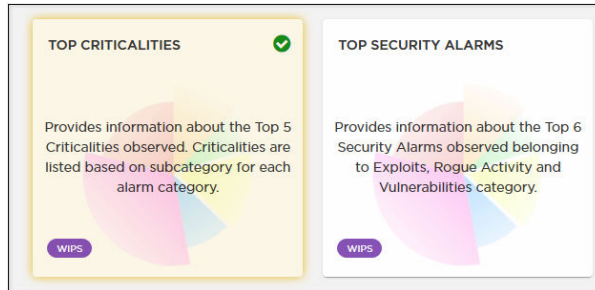 TOP CRITICALITIES
Provides information about the Top 5
Criticalities observed. Criticalities are
listed based on subcategory for each
alarm category.
WIPS
TOP SECURITY ALARMS
Provides information about the Top 6
Security Alarms observed belonging
to Exploits, Rogue Activity and
Vulnerabilities category.
WIPS